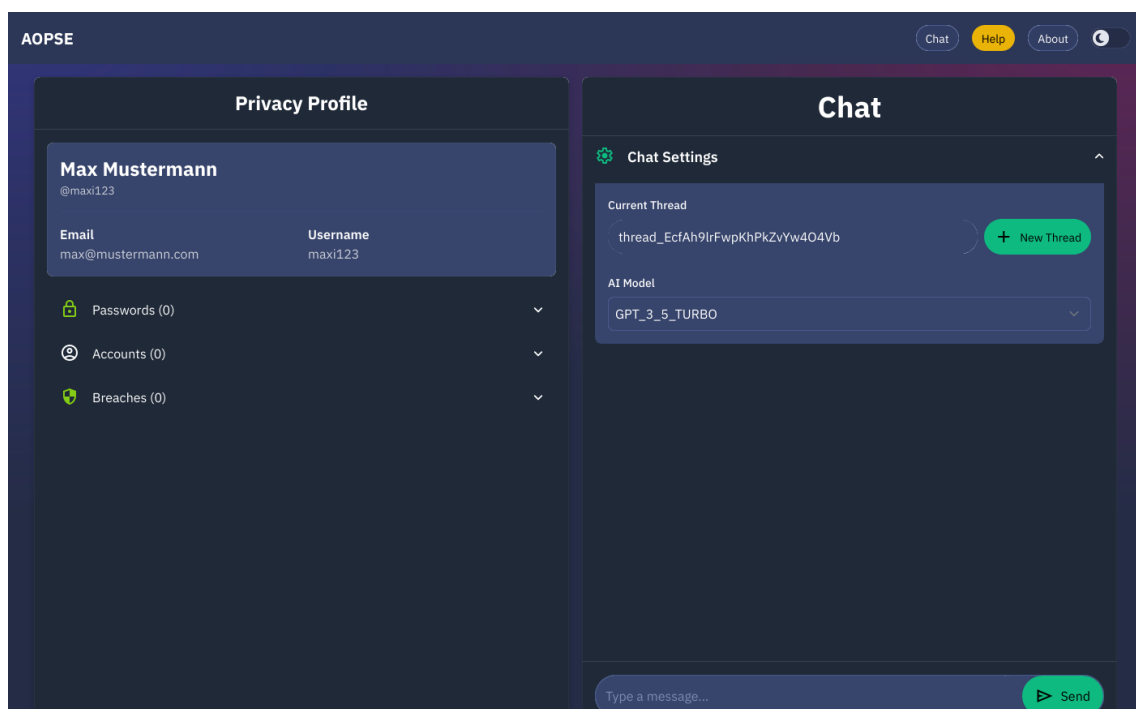 AOPSE
Chat
Help
About
Privacy Profile
Max Mustermann
@maxi123
Email
Username
max@mustermann.com
maxi123
Passwords (0)
Accounts (0)
Breaches (0)
Chat
Chat Settings
Current Thread
thread_EcfAh9lrFwpKhPkZvYw4O4Vb
New Thread
AI Model
GPT_3_5_TURBO
Type a message...
Send